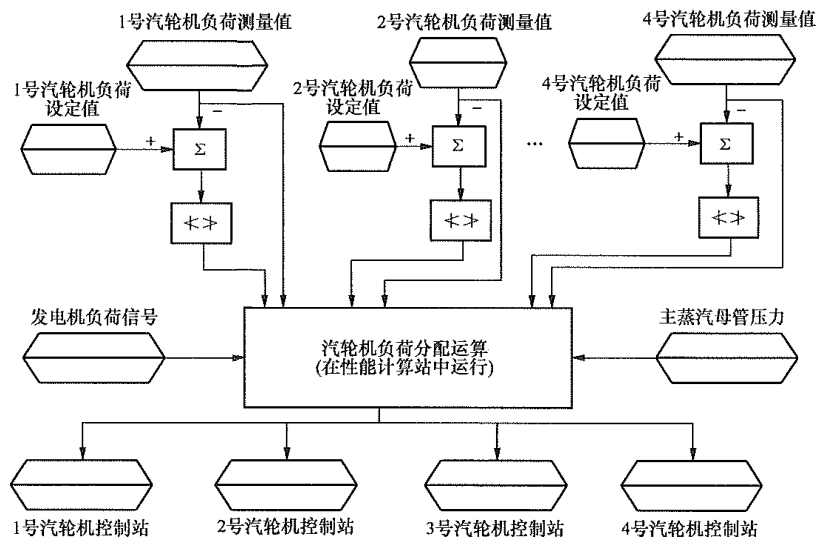 1号汽轮机负荷测量值
2号汽轮机负荷测量值
4号汽轮机负荷测量值
1号汽轮机负荷
设定值
2号汽轮机负荷
设定值
4号汽轮机负荷
设定值
+
−
Σ
+
−
Σ
…
+
−
Σ
≮≯
≮≯
≮≯
发电机负荷信号
汽轮机负荷分配运算
(在性能计算站中运行)
主蒸汽母管压力
1号汽轮机控制站
2号汽轮机控制站
3号汽轮机控制站
4号汽轮机控制站